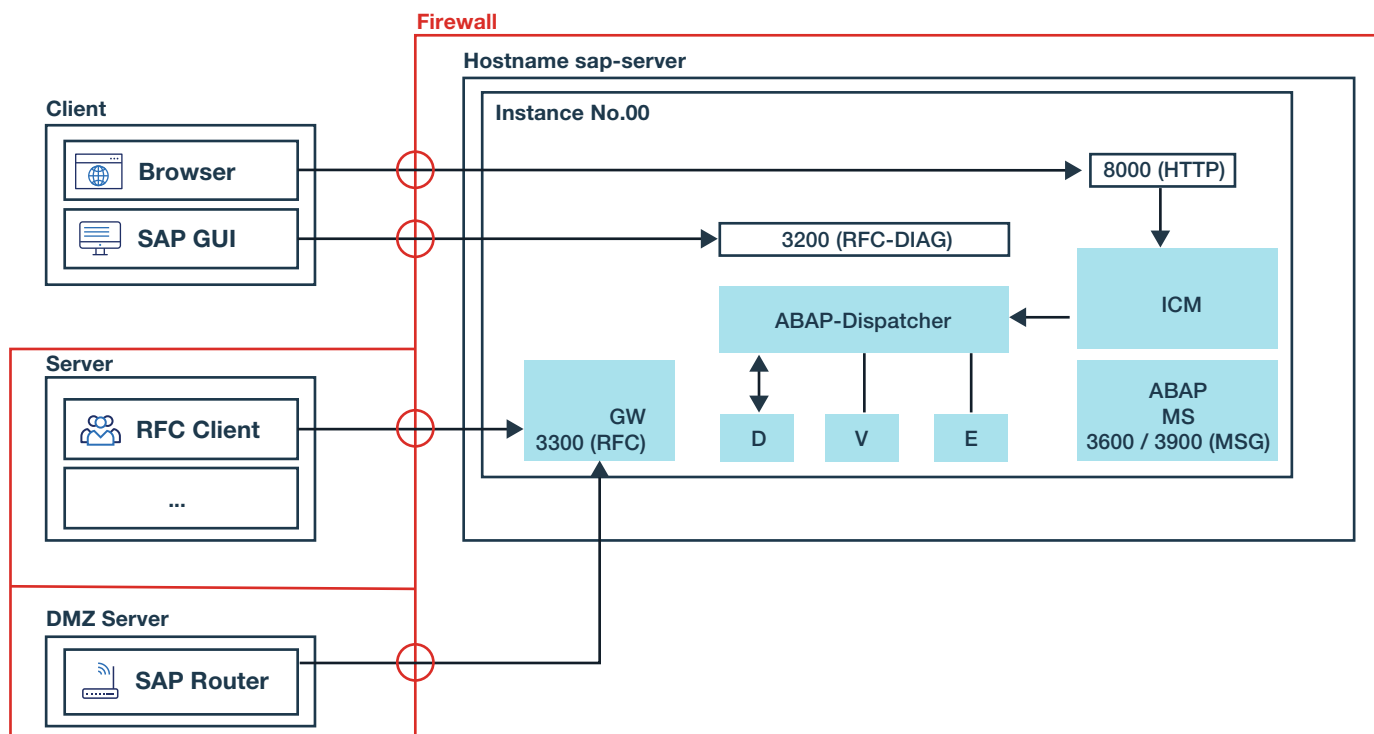 Firewall
Hostname sap-server
Client
Instance No.00
Browser
8000 (HTTP)
SAP GUI
3200 (RFC-DIAG)
ICM
ABAP-Dispatcher
Server
RFC Client
...
GW
3300 (RFC)
D
V
E
ABAP
MS
3600 / 3900 (MSG)
DMZ Server
SAP Router